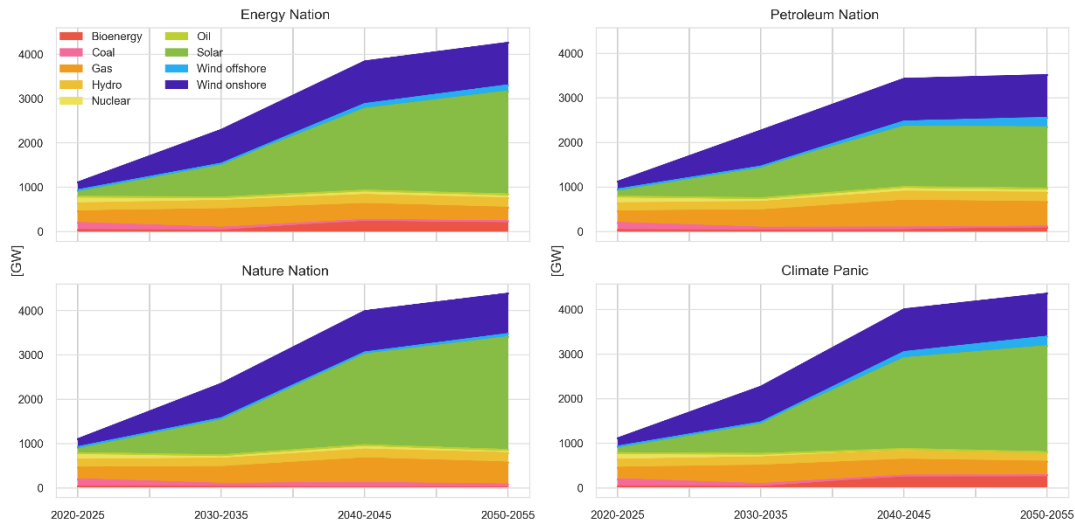 Energy Nation
Bioenergy
Coal
Gas
Hydro
Nuclear
Oil
Solar
Wind offshore
Wind onshore
4000
3000
2000
1000
0
Petroleum Nation
4000
3000
2000
1000
0
[GW]
[GW]
Nature Nation
4000
3000
2000
1000
0
2020-2025
2030-2035
2040-2045
2050-2055
Climate Panic
4000
3000
2000
1000
0
2020-2025
2030-2035
2040-2045
2050-2055